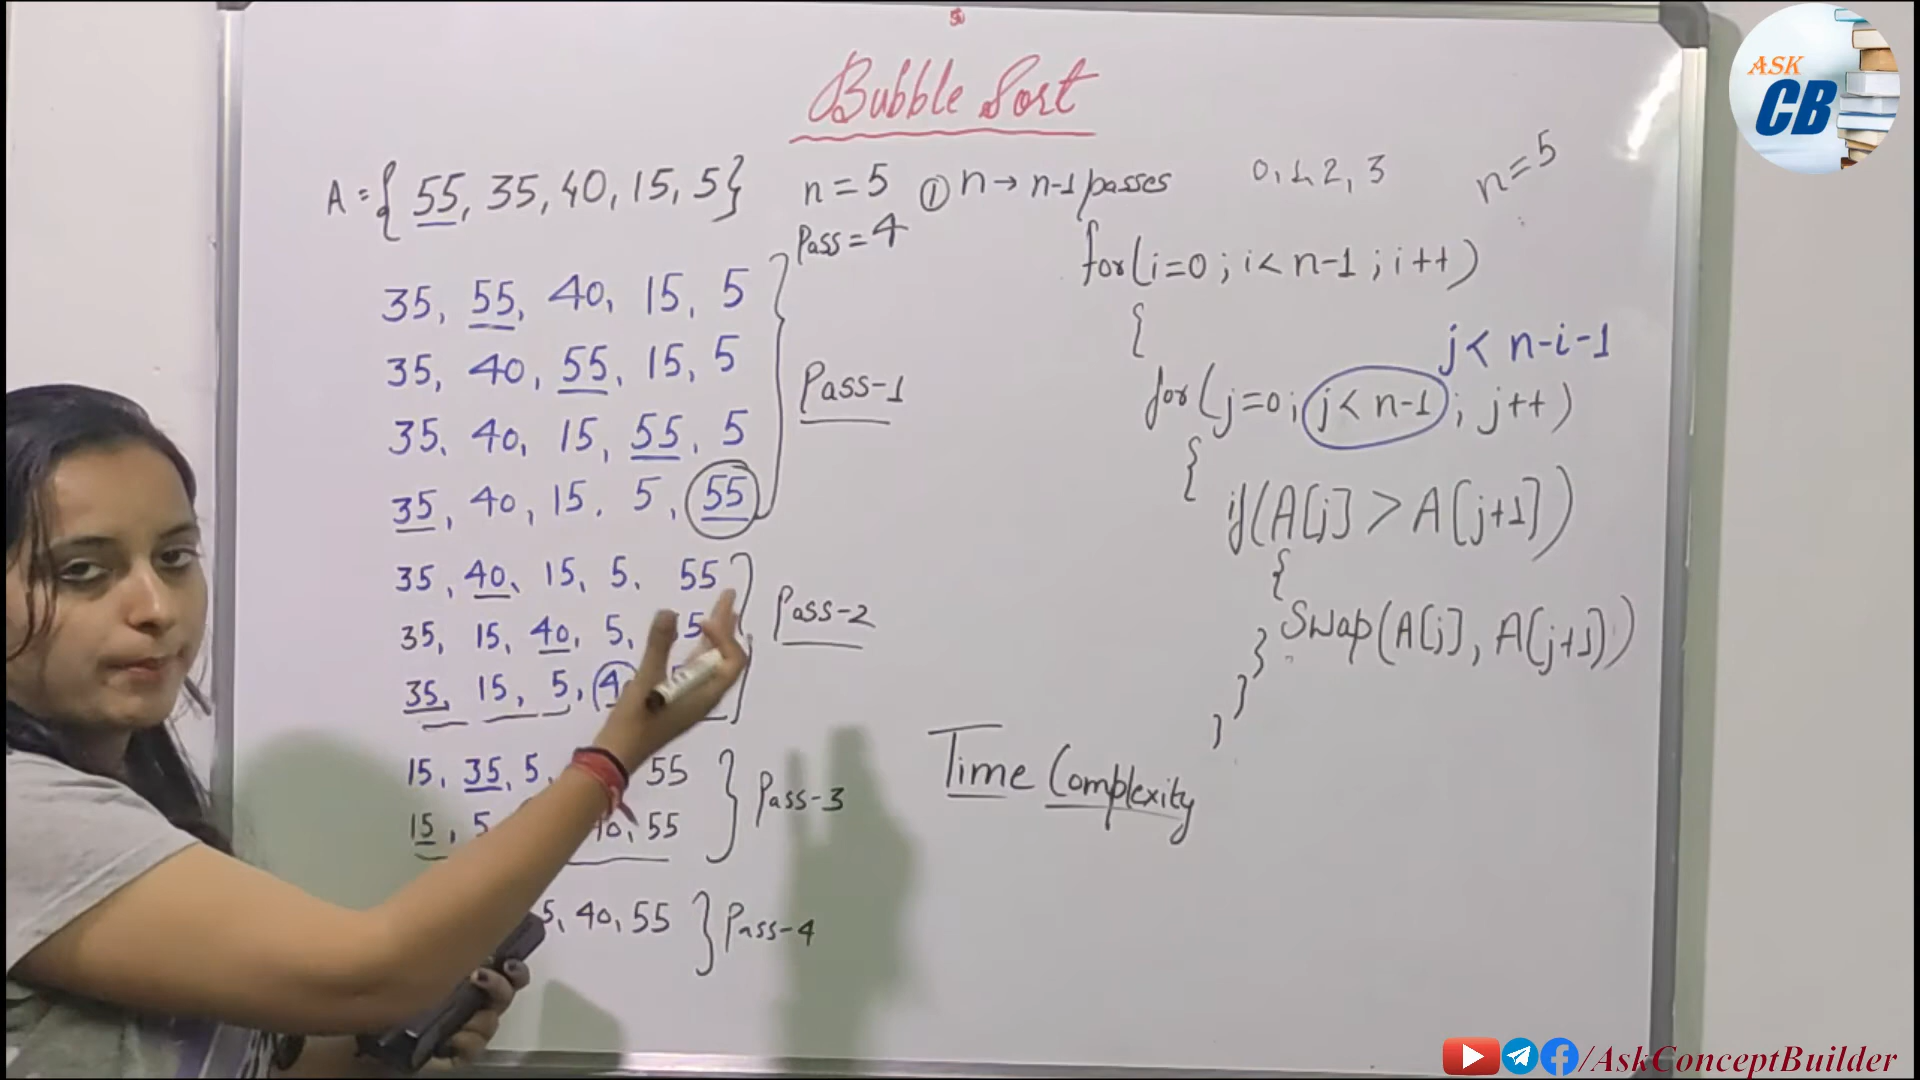 Bubble Sort
A = { 55, 35, 40, 15, 5}
n = 5
① n → n-1 passes
Pass = 4
35, 55, 40, 15, 5
35, 40, 55, 15, 5
35, 40, 15, 55, 5
35, 40, 15, 5, 55
Pass-1
35, 40, 15, 5, 55
35, 15, 40, 5,
35, 15, 5,
Pass-2
15, 35, 5, 55
15, 5 40, 55
Pass-3
5, 40, 55
Pass-4
0, 1, 2, 3
n = 5
for(i=0 ; i< n-1 ; i++)
{
j< n-i-1
for(j=0; j< n-1 ; j++)
{
if(A[j] > A[j+1])
{
Swap(A[j], A[j+1])
}
}
}
Time Complexity
ASK
CB
/AskConceptBuilder